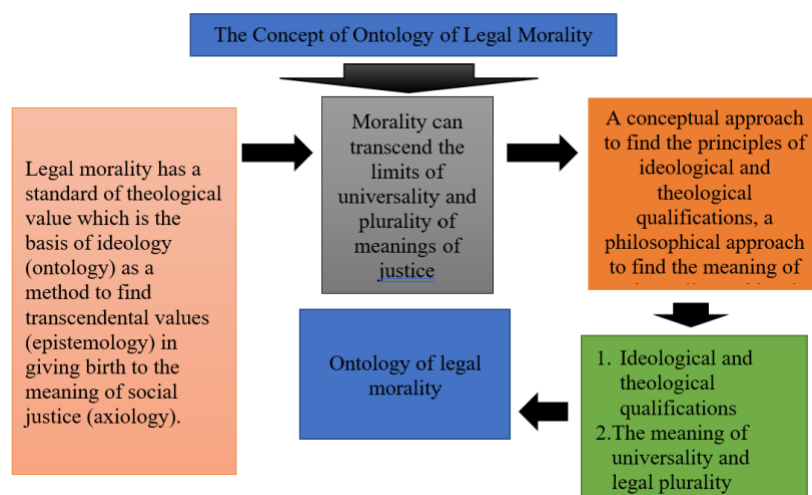 The Concept of Ontology of Legal Morality
Legal morality has a
standard of theological
value which is the
basis of ideology
(ontology) as a
method to find
transcendental values
(epistemology) in
giving birth to the
meaning of social
justice (axiology).
Morality can
transcend the
limits of
universality and
plurality of
meanings of
justice
A conceptual approach
to find the principles of
ideological and
theological
qualifications, a
philosophical approach
to find the meaning of
1. Ideological and
theological
qualifications
2.The meaning of
universality and
legal plurality
Ontology of legal
morality